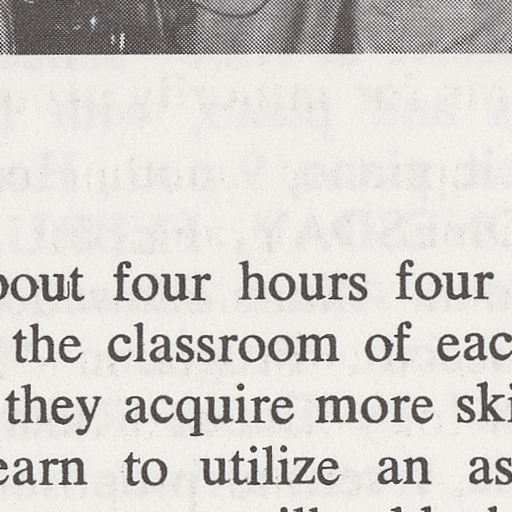 bout four hours four
the classroom of eac
they acquire more ski
earn to utilize an as